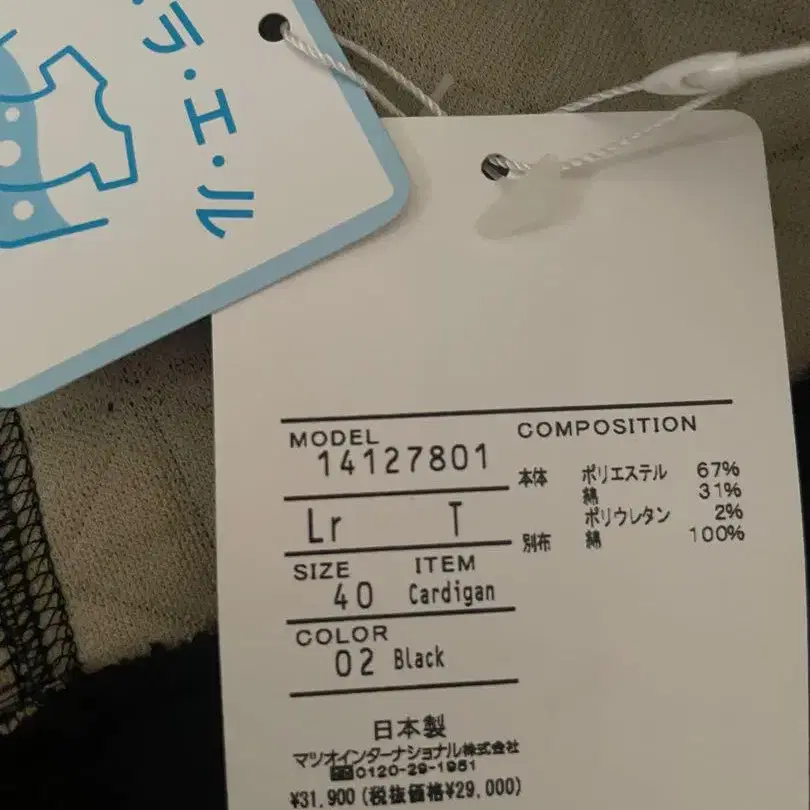 ラ・エ・ル
MODEL
14127801
Lr T
SIZE ITEM
40 Cardigan
COLOR
02 Black
COMPOSITION
本体 ポリエステル 67%
綿 31%
ポリウレタン 2%
別布 綿 100%
日本製
マツオインターナショナル株式会社
0120-29-1951
¥31,900(税抜価格¥29,000)